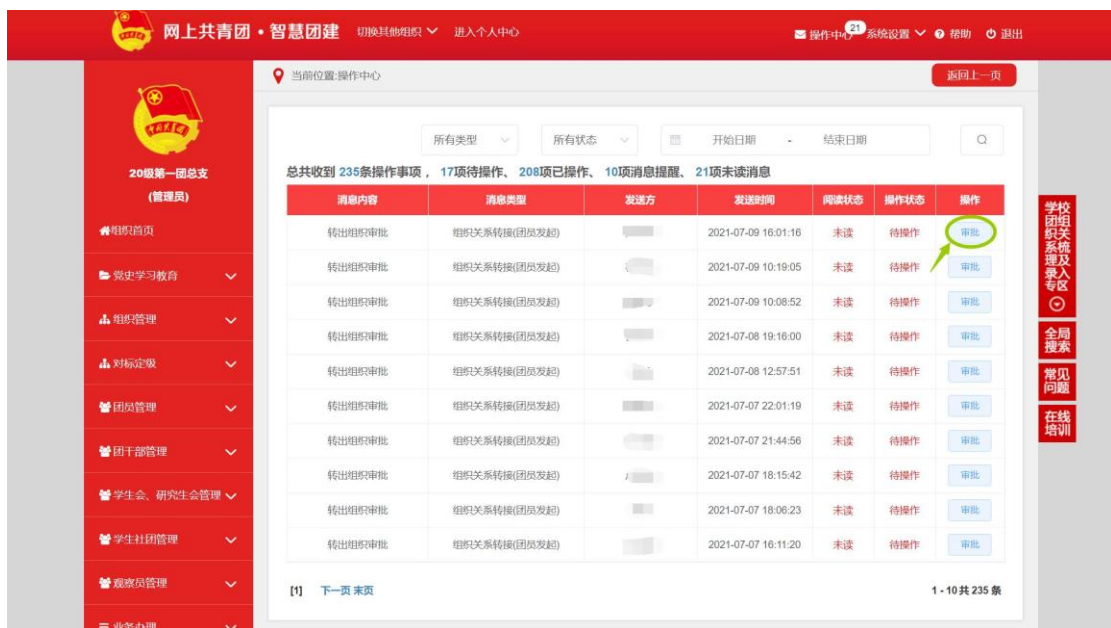 网上共青团·智慧团建 切换其他组织 进入个人中心 操作中心 21 系统设置 帮助 退出
当前位置:操作中心 返回上一页
20级第一团总支
(管理员)
组织首页
党史学习教育
组织管理
对标定级
团员管理
团干部管理
学生会、研究生会管理
学生社团管理
观察员管理
业务办理
所有类型 所有状态 开始日期 - 结束日期
总共收到 235条操作事项， 17项待操作、 208项已操作、 10项消息提醒、 21项未读消息
消息内容 消息类型 发送方 发送时间 阅读状态 操作状态 操作
转出组织审批 组织关系转接(团员发起) 2021-07-09 16:01:16 未读 待操作 审批
转出组织审批 组织关系转接(团员发起) 2021-07-09 10:19:05 未读 待操作 审批
转出组织审批 组织关系转接(团员发起) 2021-07-09 10:08:52 未读 待操作 审批
转出组织审批 组织关系转接(团员发起) 2021-07-08 19:16:00 未读 待操作 审批
转出组织审批 组织关系转接(团员发起) 2021-07-08 12:57:51 未读 待操作 审批
转出组织审批 组织关系转接(团员发起) 2021-07-07 22:01:19 未读 待操作 审批
转出组织审批 组织关系转接(团员发起) 2021-07-07 21:44:56 未读 待操作 审批
转出组织审批 组织关系转接(团员发起) 2021-07-07 18:15:42 未读 待操作 审批
转出组织审批 组织关系转接(团员发起) 2021-07-07 18:06:23 未读 待操作 审批
转出组织审批 组织关系转接(团员发起) 2021-07-07 16:11:20 未读 待操作 审批
[1] 下一页 末页 1 - 10 共 235 条
学校
团组
织关
系统
理及
录入
专区
全局
搜索
常见
问题
在线
培训